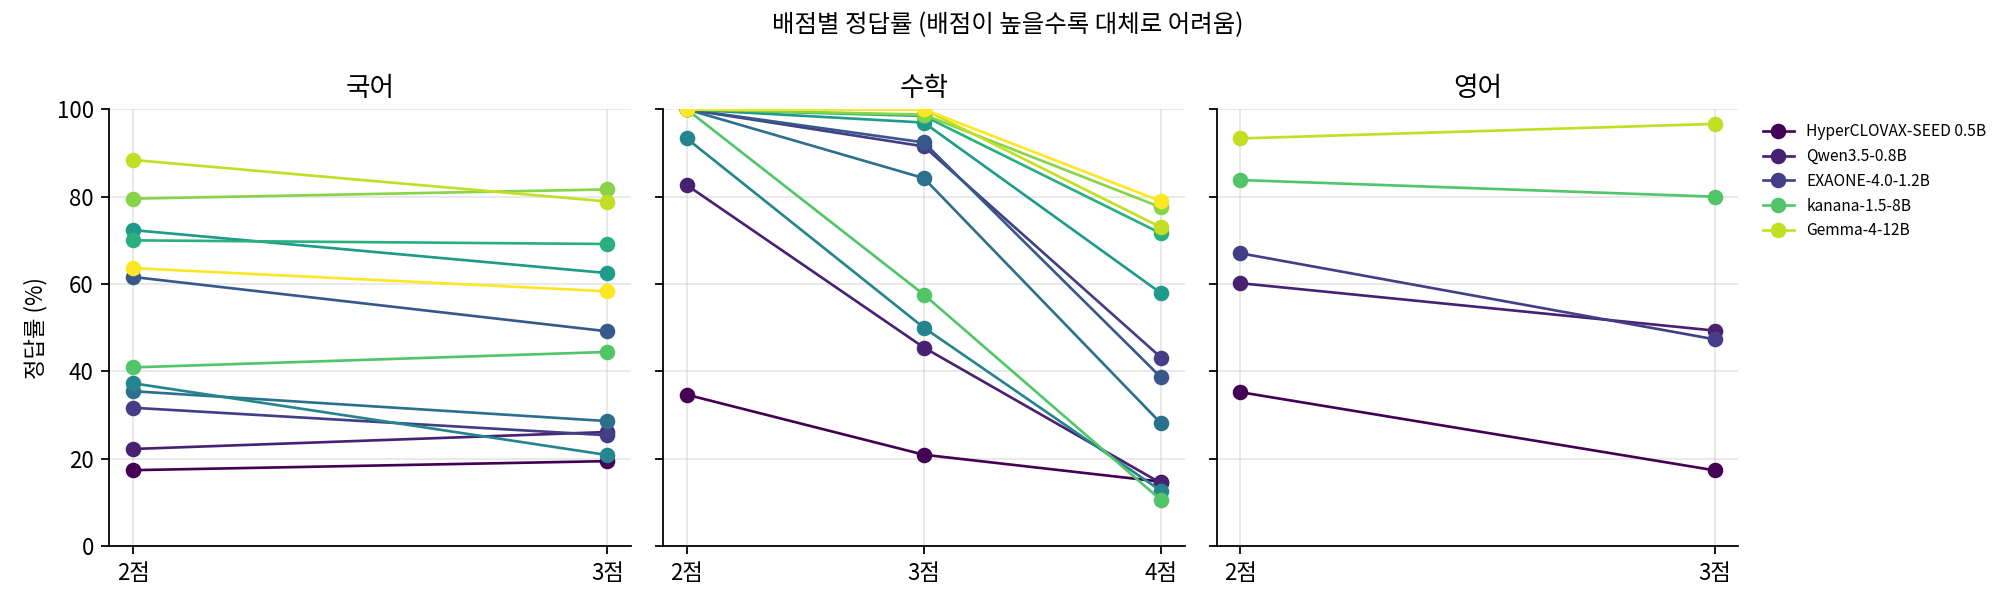 배점별 정답률 (배점이 높을수록 대체로 어려움)
국어
수학
영어
정답률 (%)
100
80
60
40
20
0
2점
3점
2점
3점
4점
2점
3점
HyperCLOVAX-SEED 0.5B
Qwen3.5-0.8B
EXAONE-4.0-1.2B
kanana-1.5-8B
Gemma-4-12B